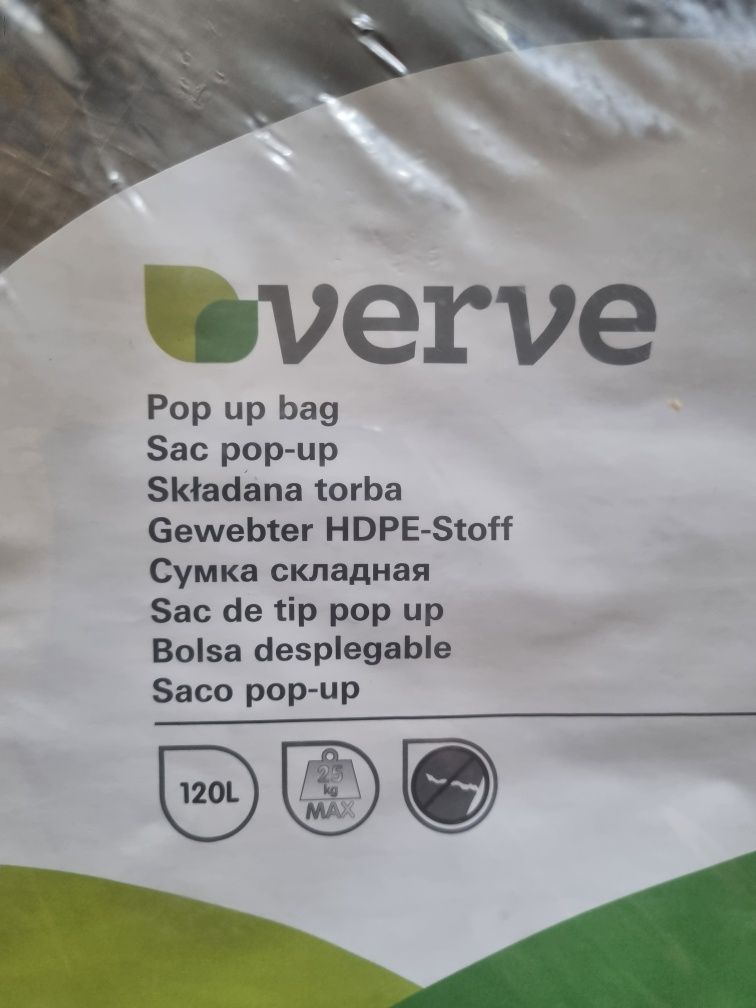 verve
Pop up bag
Sac pop-up
Składana torba
Gewebter HDPE-Stoff
Сумка складная
Sac de tip pop up
Bolsa desplegable
Saco pop-up
120L
25
kg
MAX